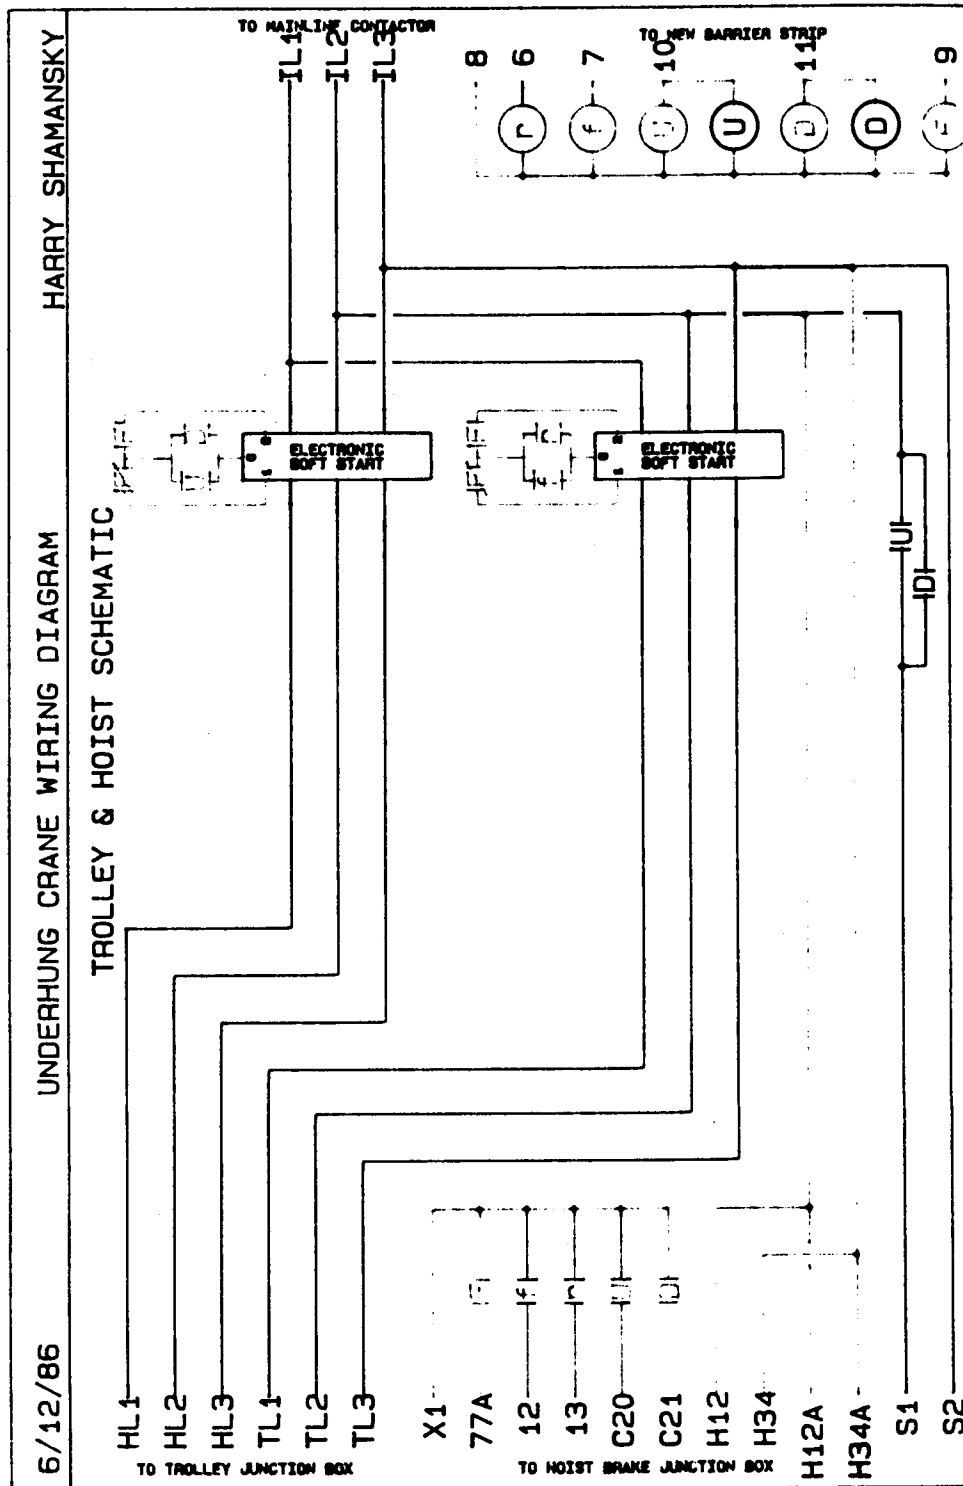 6/12/86 UNDERHUNG CRANE WIRING DIAGRAM HARRY SHAMANSKY
TROLLEY & HOIST SCHEMATIC
HL1
HL2
HL3
TL1
TL2
TL3
TO TROLLEY JUNCTION BOX
X1
77A
12
13
C20
C21
H12
H34
H12A
H34A
TO HOIST BRAKE JUNCTION BOX
S1
S2
f
r
U
D
ELECTRONIC
SOFT START
ELECTRONIC
SOFT START
U
D
TO MAINLINE CONTACTOR
IL1
IL2
IL3
TO NEW BARRIER STRIP
8
r 6
f 7
U 10
U
D 11
D
9